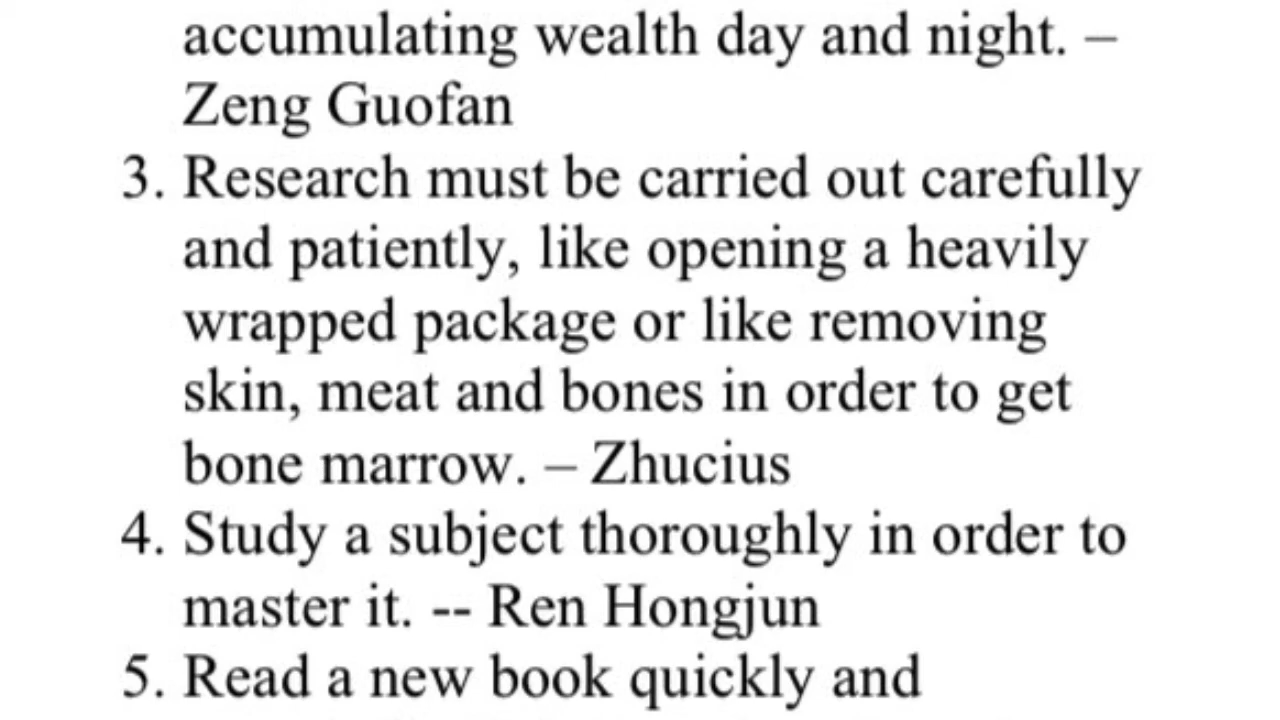 accumulating wealth day and night. –
Zeng Guofan
3. Research must be carried out carefully
and patiently, like opening a heavily
wrapped package or like removing
skin, meat and bones in order to get
bone marrow. – Zhucius
4. Study a subject thoroughly in order to
master it. -- Ren Hongjun
5. Read a new book quickly and